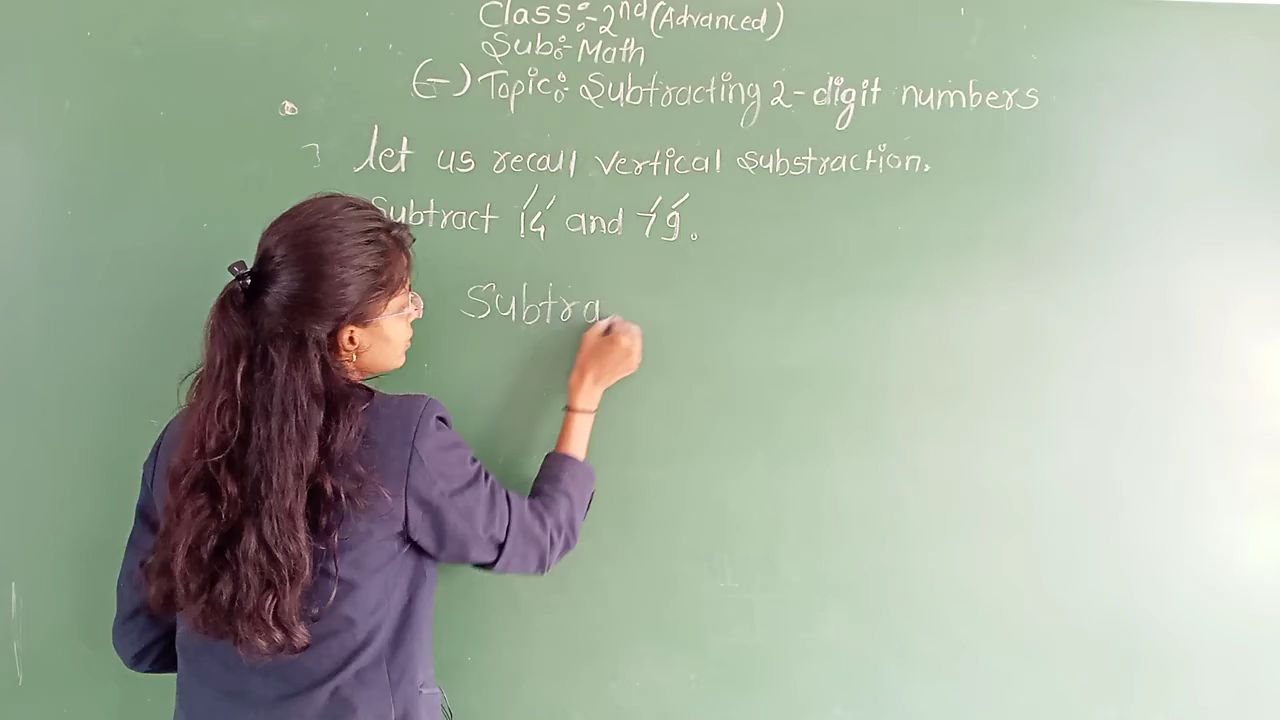 Class:-2nd (Advanced)
Sub:- Math
(-) Topic:- Subtracting 2-digit numbers
let us recall vertical substraction.
Subtract 14 and 79.
Subtra